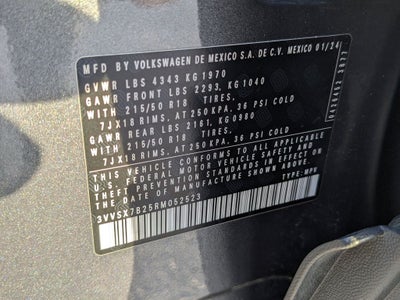 MFD.BY VOLKSWAGEN DE MEXICO S.A. DE C.V. MEXICO 01/24
GVWR LBS 4343 KG 1970
GAWR FRONT LBS 2293, KG 1040
WITH 215/50 R18 TIRES,
7JX18 RIMS. AT 250 KPA. 36 PSI COLD
GAWR REAR LBS 2161, KG 0980
WITH 215/50 R18 TIRES,
7JX18 RIMS. AT 250 KPA, 36 PSI COLD
THIS VEHICLE CONFORMS TO ALL APPLICABLE
U.S. FEDERAL MOTOR VEHICLE SAFETY AND
THEFT PREVENTION STANDARDS IN EFFECT ON THE
DATE OF MANUFACTURE SHOWN ABOVE.
3VVSX7B25RM052523 TYPE: MPV